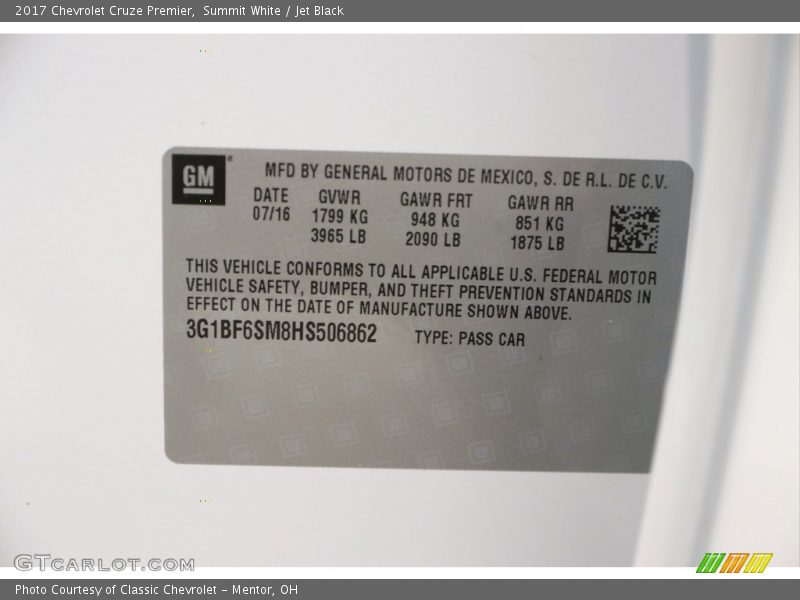 2017 Chevrolet Cruze Premier, Summit White / Jet Black
GM
MFD BY GENERAL MOTORS DE MEXICO, S. DE R.L. DE C.V.
DATE GVWR GAWR FRT GAWR RR
07/16 1799 KG 948 KG 851 KG
3965 LB 2090 LB 1875 LB
THIS VEHICLE CONFORMS TO ALL APPLICABLE U.S. FEDERAL MOTOR
VEHICLE SAFETY, BUMPER, AND THEFT PREVENTION STANDARDS IN
EFFECT ON THE DATE OF MANUFACTURE SHOWN ABOVE.
3G1BF6SM8HS506862 TYPE: PASS CAR
GTCARLOT.COM
Photo Courtesy of Classic Chevrolet - Mentor, OH